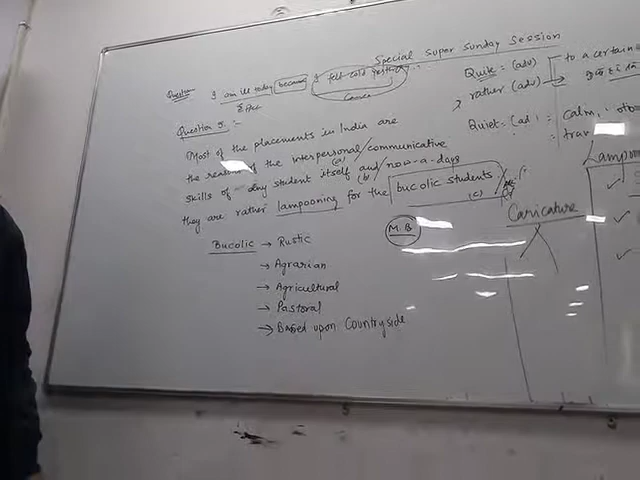 Special Super Sunday Session
Question I am ill today because I felt cold yesterday
Effect Cause
Question 5:-
Most of the placements in India are
the reason of the interpersonal/communicative
(a)
skills of any student itself and/now-a-days
(b)
they are rather lampooning for the bucolic students/
(c)
Bucolic → Rustic
→ Agrarian
→ Agricultural
→ Pastoral
→ Based upon Countryside
M.B
Quite = (adv)
rather (adv) →
to a certain
Quiet = (adj) = calm,
Caricature